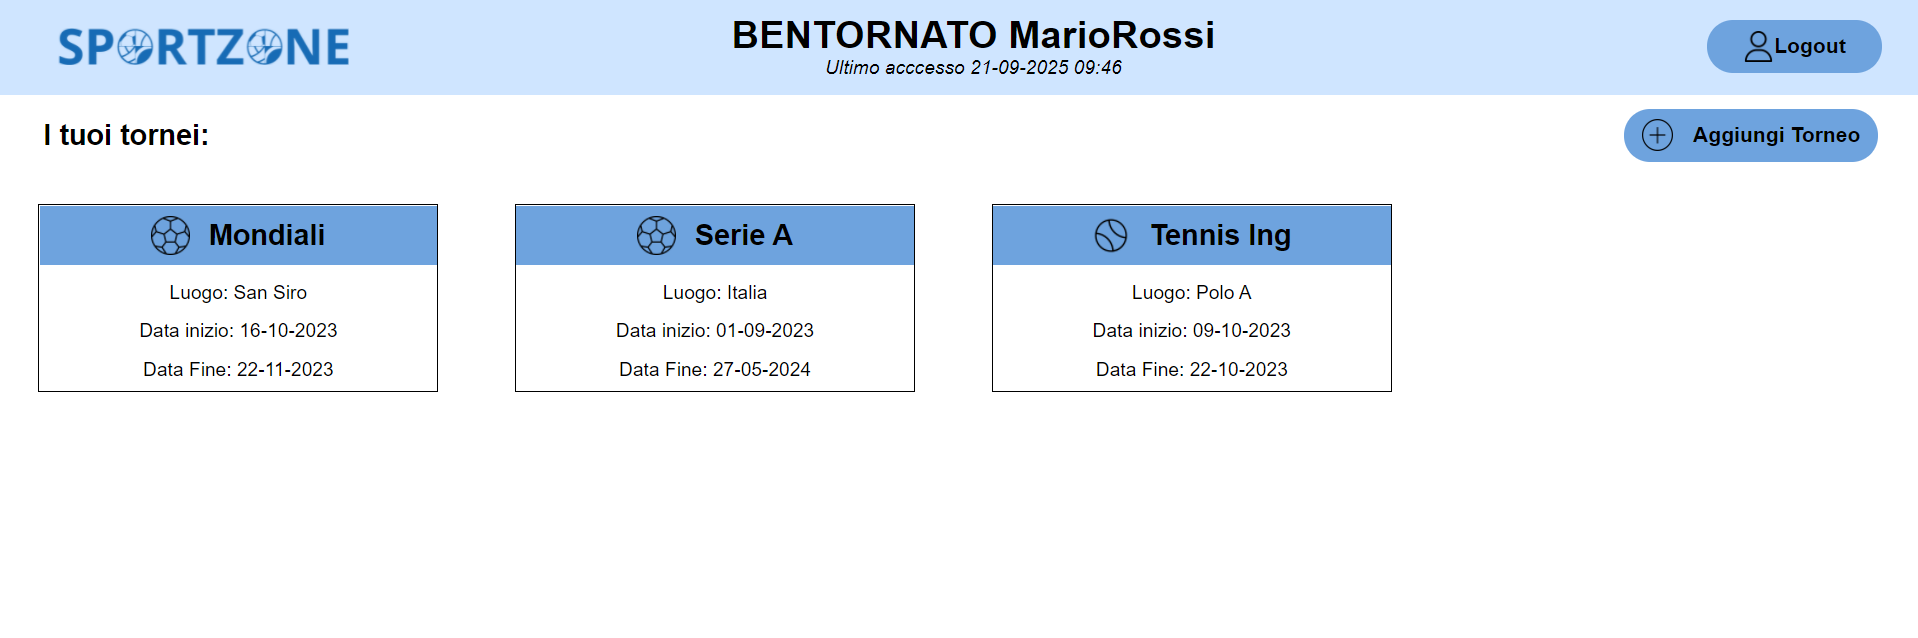 SPORTZONE
BENTORNATO MarioRossi
Ultimo acccesso 21-09-2025 09:46
Logout
I tuoi tornei:
Aggiungi Torneo
Mondiali
Luogo: San Siro
Data inizio: 16-10-2023
Data Fine: 22-11-2023
Serie A
Luogo: Italia
Data inizio: 01-09-2023
Data Fine: 27-05-2024
Tennis Ing
Luogo: Polo A
Data inizio: 09-10-2023
Data Fine: 22-10-2023